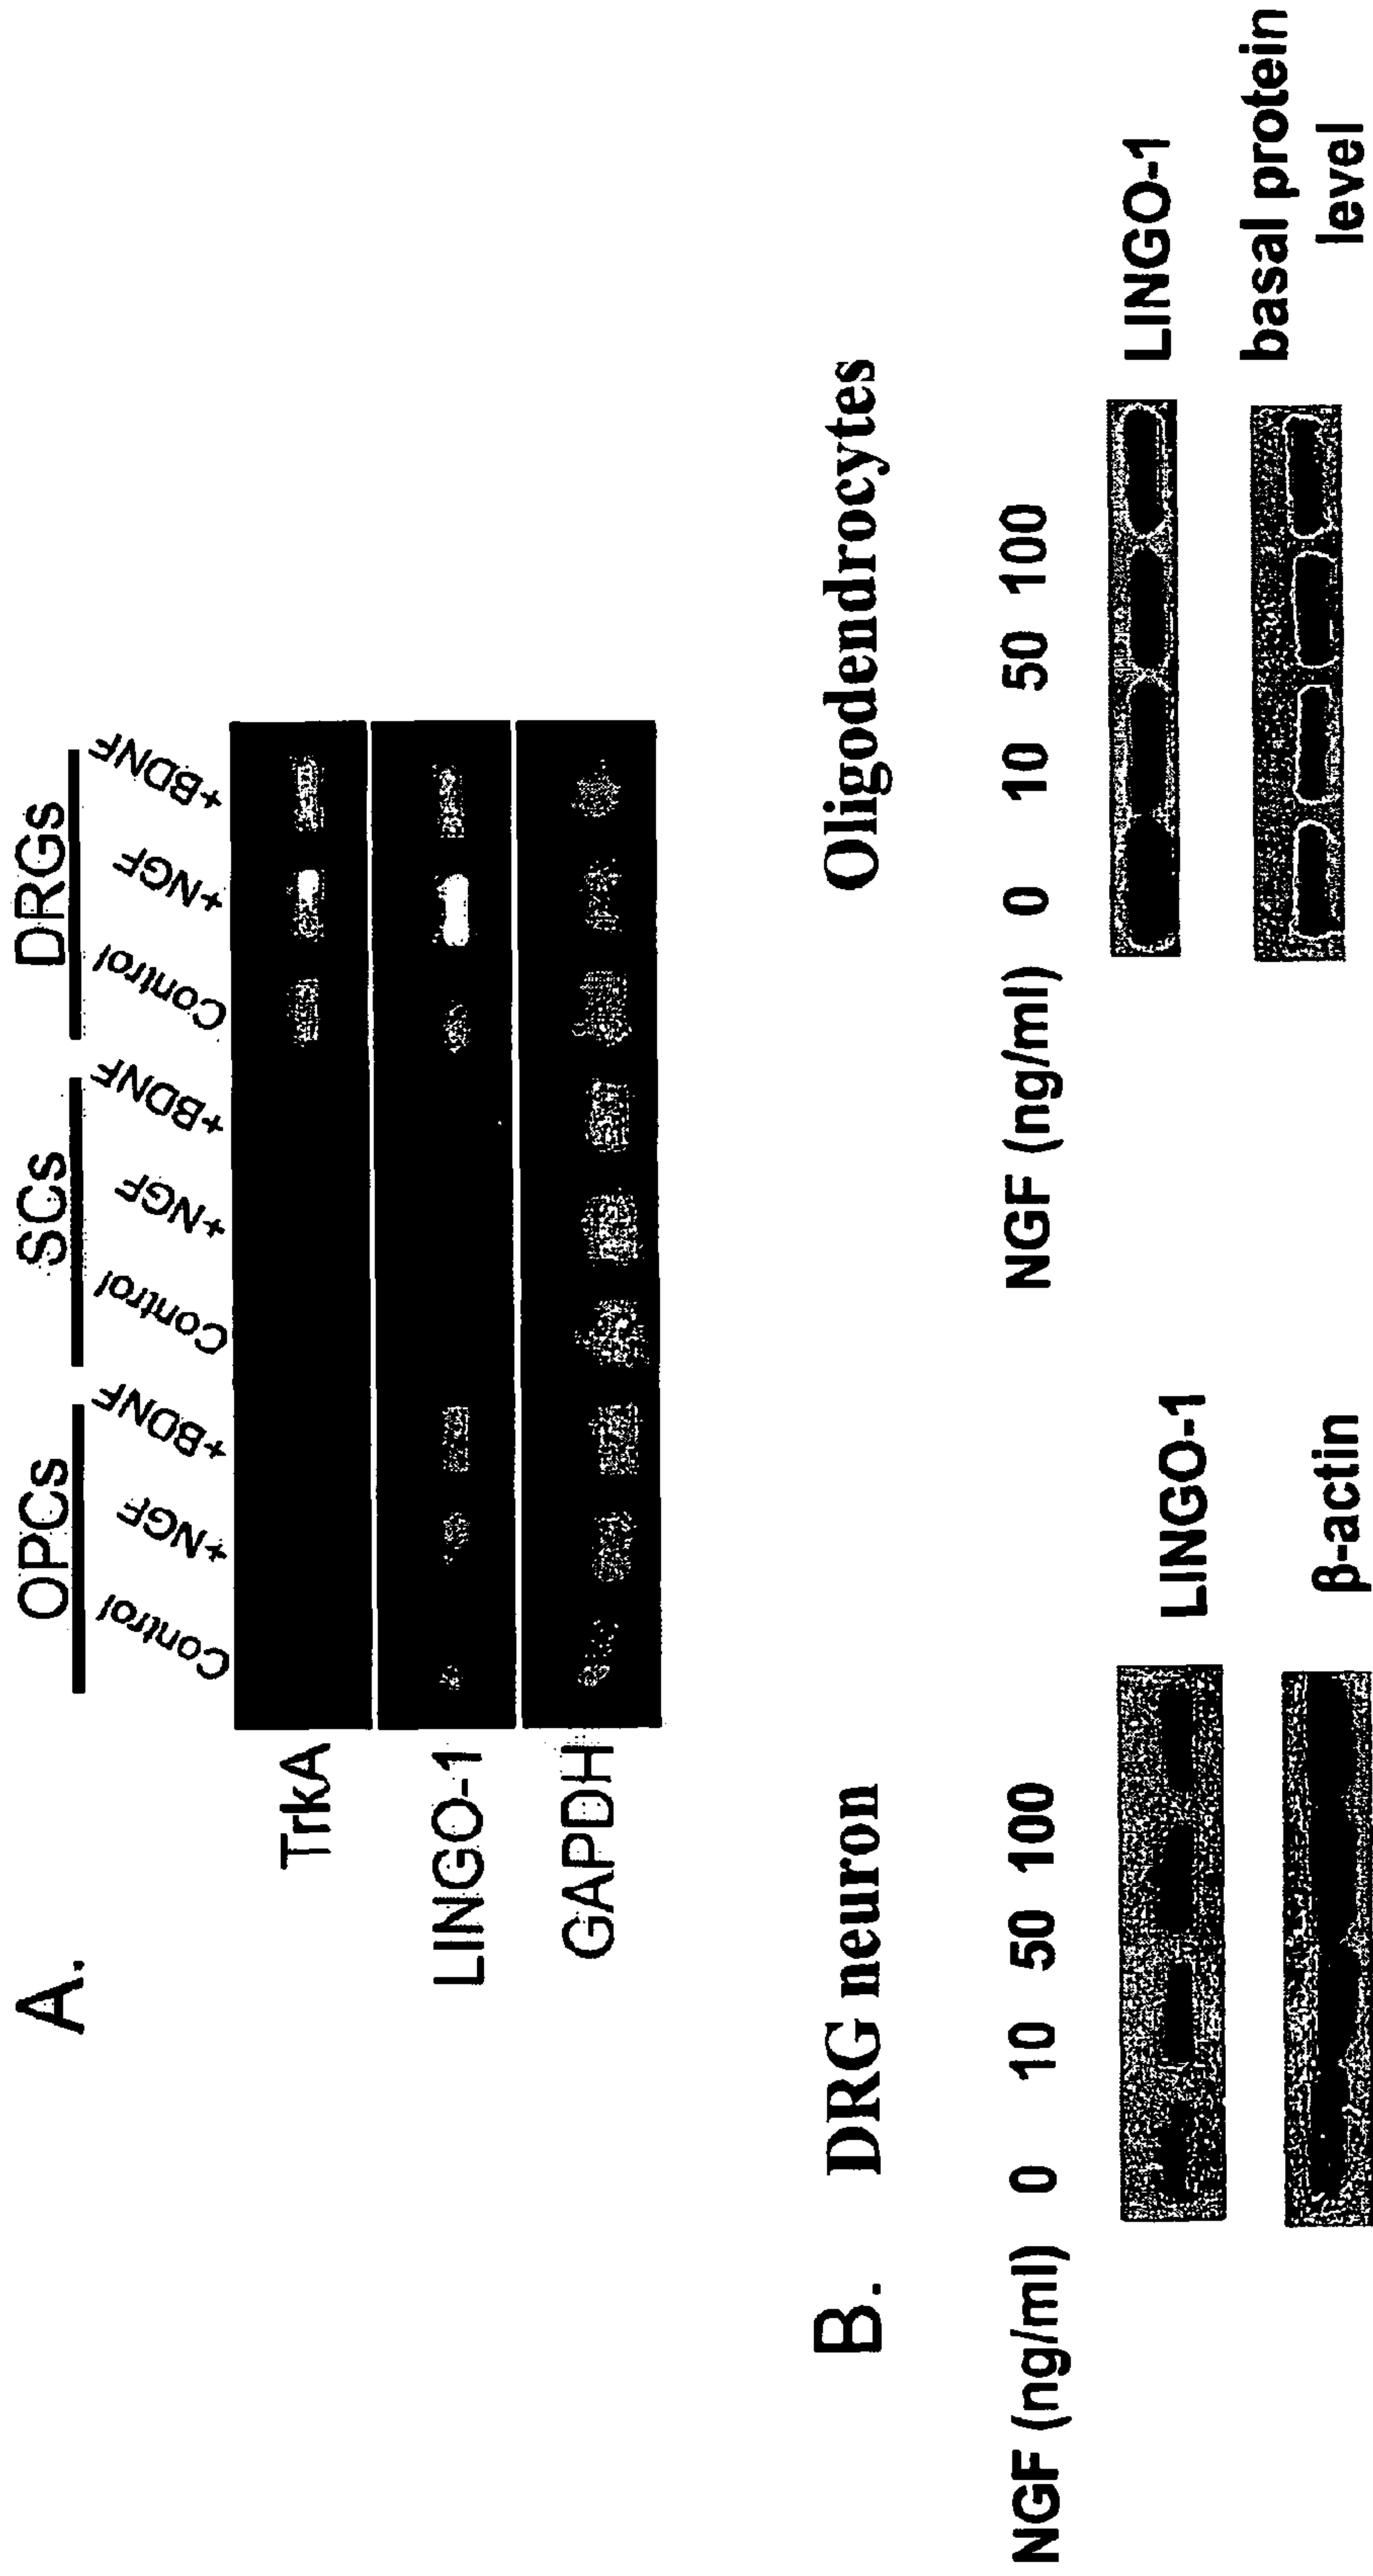 A.
OPCs SCs DRGs
Control +NGF +BDNF Control +NGF +BDNF Control +NGF +BDNF
TrkA
LINGO-1
GAPDH
B. DRG neuron Oligodendrocytes
NGF (ng/ml) 0 10 50 100 NGF (ng/ml) 0 10 50 100
LINGO-1 LINGO-1
β-actin basal protein
level